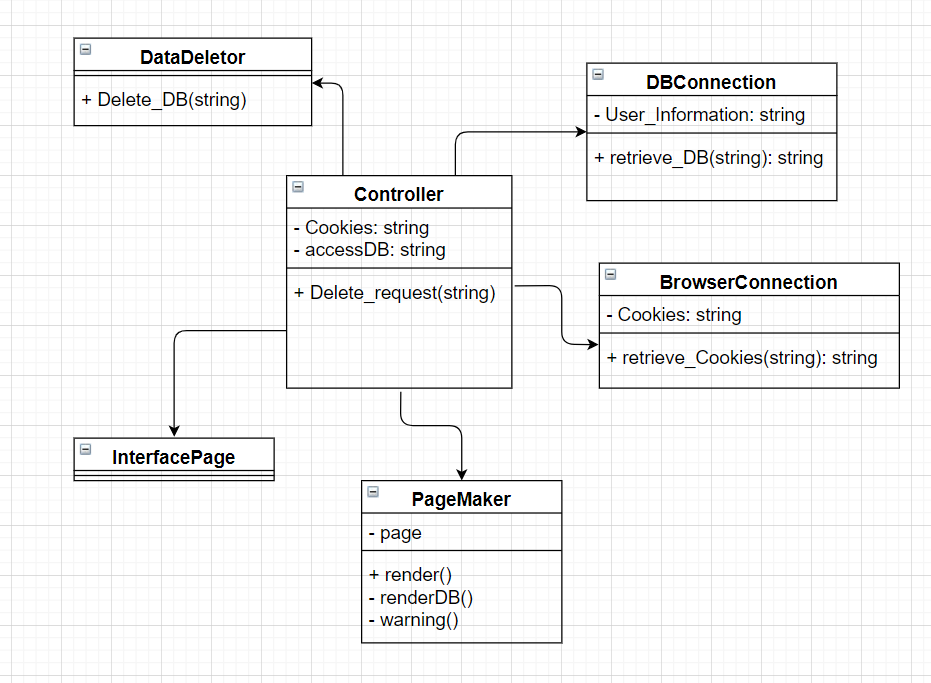 DataDeletor
+ Delete_DB(string)
DBConnection
- User_Information: string
+ retrieve_DB(string): string
Controller
- Cookies: string
- accessDB: string
+ Delete_request(string)
BrowserConnection
- Cookies: string
+ retrieve_Cookies(string): string
InterfacePage
PageMaker
- page
+ render()
- renderDB()
- warning()